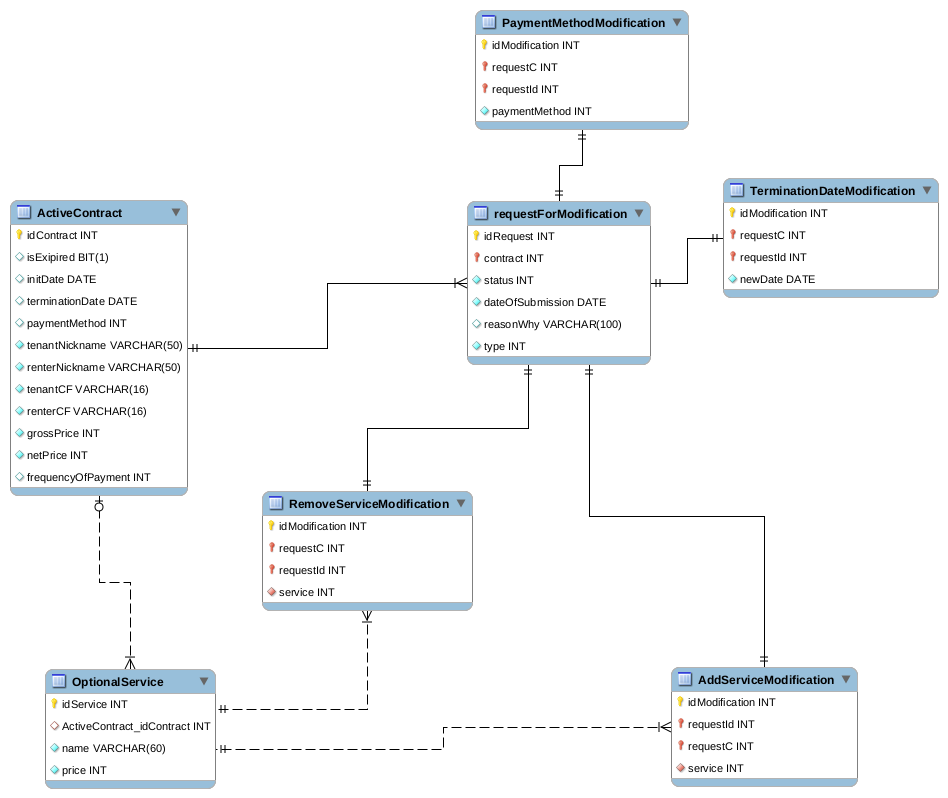 PaymentMethodModification
idModification INT
requestC INT
requestId INT
paymentMethod INT
ActiveContract
idContract INT
isExipired BIT(1)
initDate DATE
terminationDate DATE
paymentMethod INT
tenantNickname VARCHAR(50)
renterNickname VARCHAR(50)
tenantCF VARCHAR(16)
renterCF VARCHAR(16)
grossPrice INT
netPrice INT
frequencyOfPayment INT
requestForModification
idRequest INT
contract INT
status INT
dateOfSubmission DATE
reasonWhy VARCHAR(100)
type INT
TerminationDateModification
idModification INT
requestC INT
requestId INT
newDate DATE
RemoveServiceModification
idModification INT
requestC INT
requestId INT
service INT
OptionalService
idService INT
ActiveContract_idContract INT
name VARCHAR(60)
price INT
AddServiceModification
idModification INT
requestId INT
requestC INT
service INT